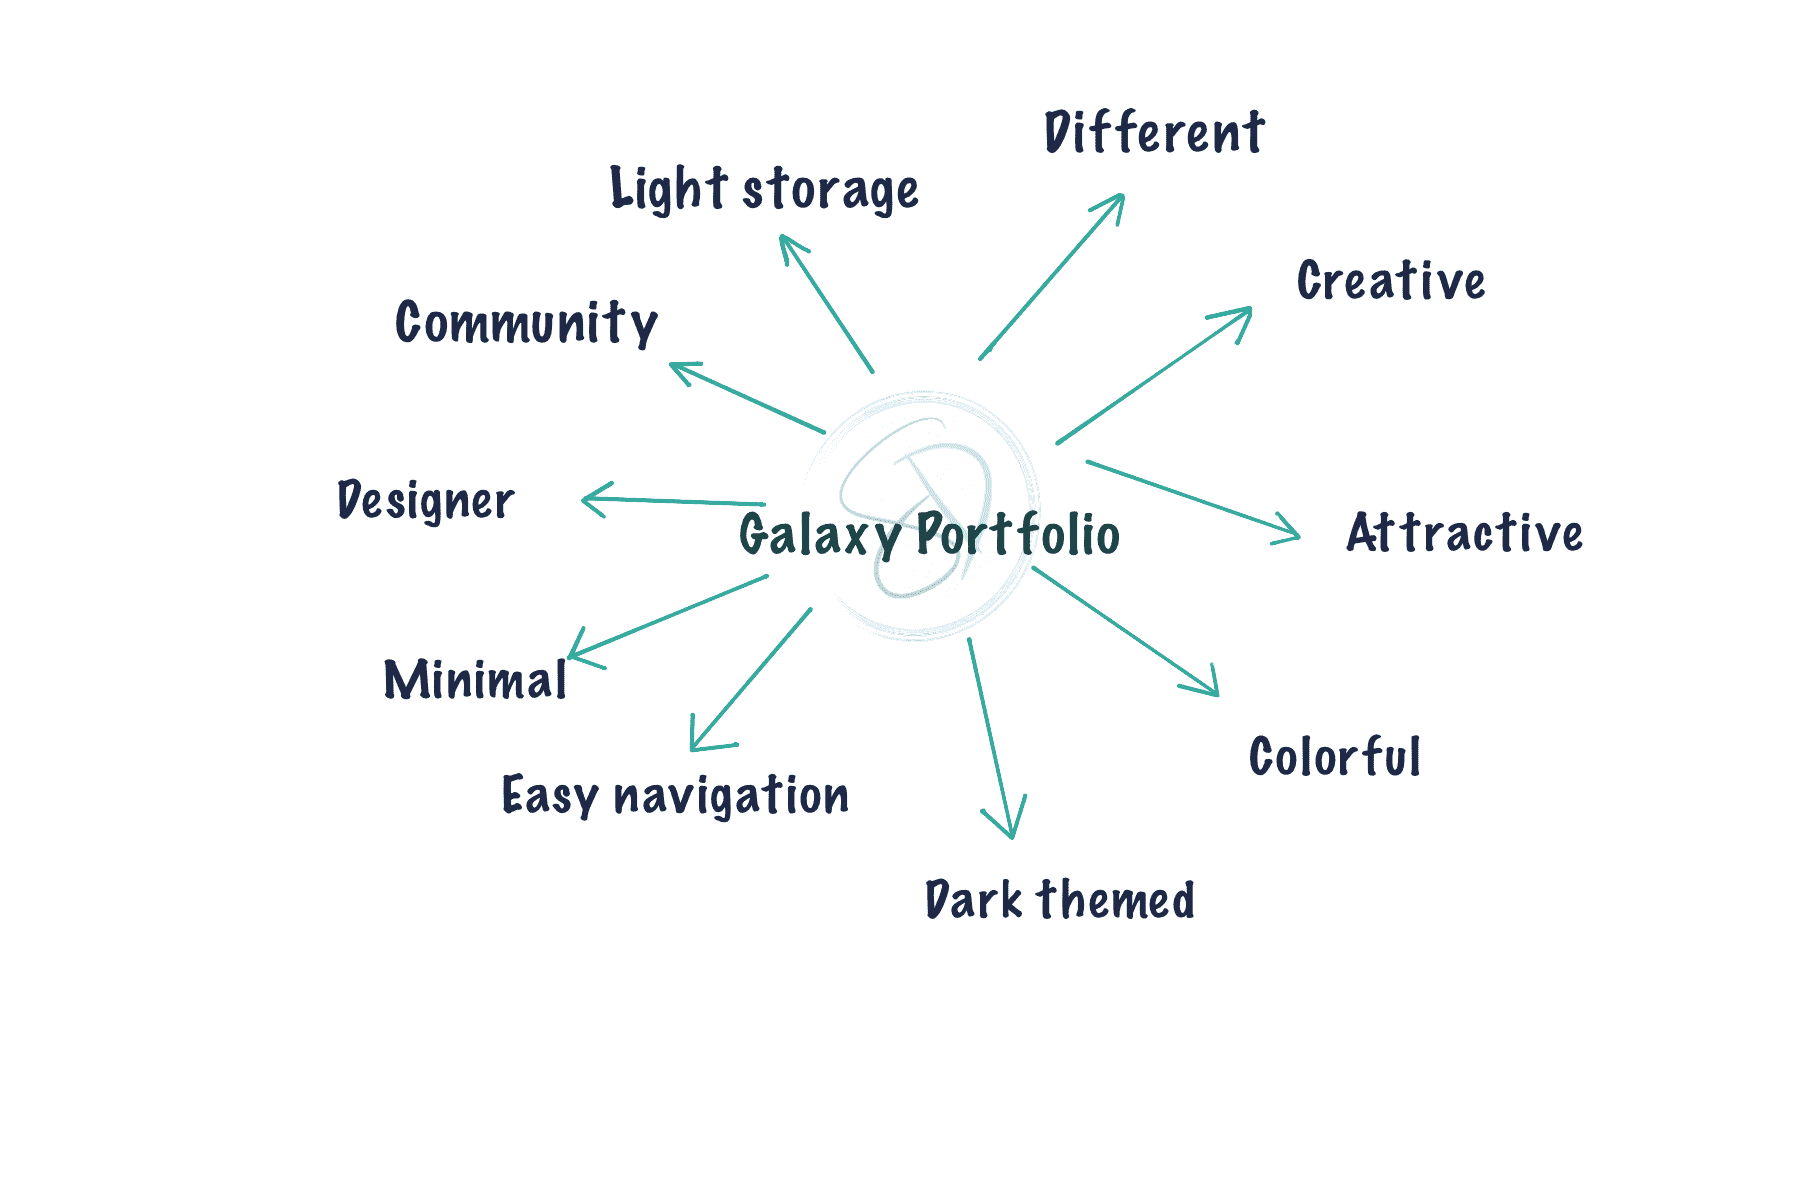 Different
Light storage
Creative
Community
Designer
Galaxy Portfolio
Attractive
Minimal
Colorful
Easy navigation
Dark themed